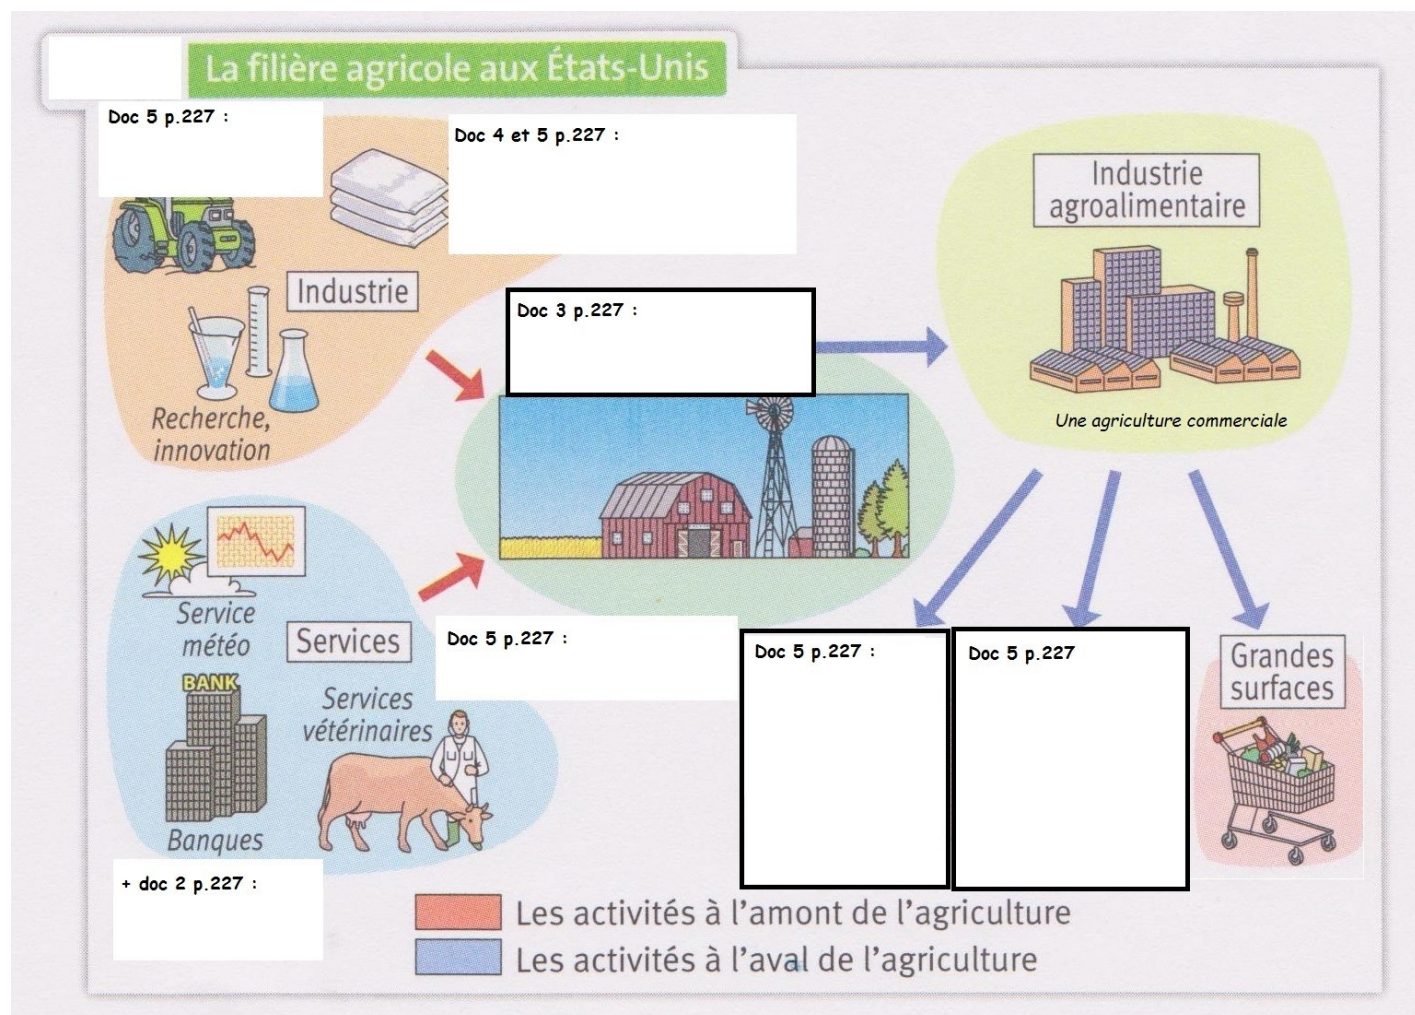 La filière agricole aux États-Unis
Doc 5 p.227 :
Doc 4 et 5 p.227 :
Industrie
Recherche,
innovation
Doc 3 p.227 :
Industrie
agroalimentaire
Une agriculture commerciale
Service
météo
Services
BANK
Services
vétérinaires
Banques
+ doc 2 p.227 :
Doc 5 p.227 :
Doc 5 p.227 :
Doc 5 p.227
Grandes
surfaces
Les activités à l'amont de l'agriculture
Les activités à l'aval de l'agriculture